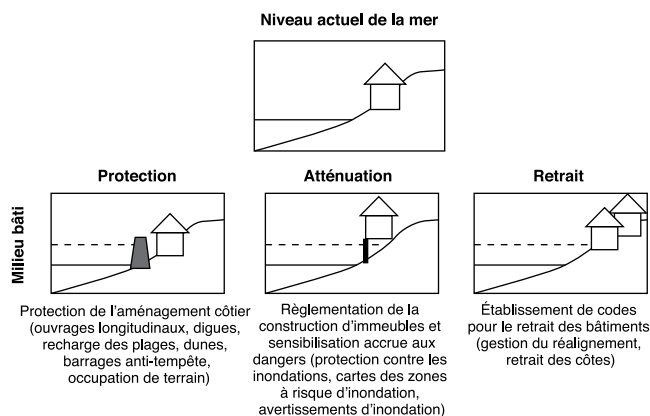 Niveau actuel de la mer
Protection
Atténuation
Retrait
Milieu bâti
Protection de l'aménagement côtier
(ouvrages longitudinaux, digues,
recharge des plages, dunes,
barrages anti-tempête,
occupation de terrain)
Règlementation de la
construction d'immeubles et
sensibilisation accrue aux
dangers (protection contre les
inondations, cartes des zones
à risque d'inondation,
avertissements d'inondation)
Établissement de codes
pour le retrait des bâtiments
(gestion du réalignement,
retrait des côtes)